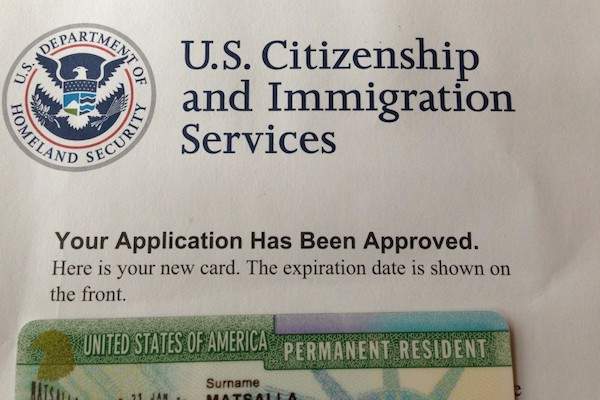 U.S. DEPARTMENT OF HOMELAND SECURITY
U.S. Citizenship
and Immigration
Services
Your Application Has Been Approved.
Here is your new card. The expiration date is shown on
the front.
UNITED STATES OF AMERICA PERMANENT RESIDENT
Surname
MATSALLA